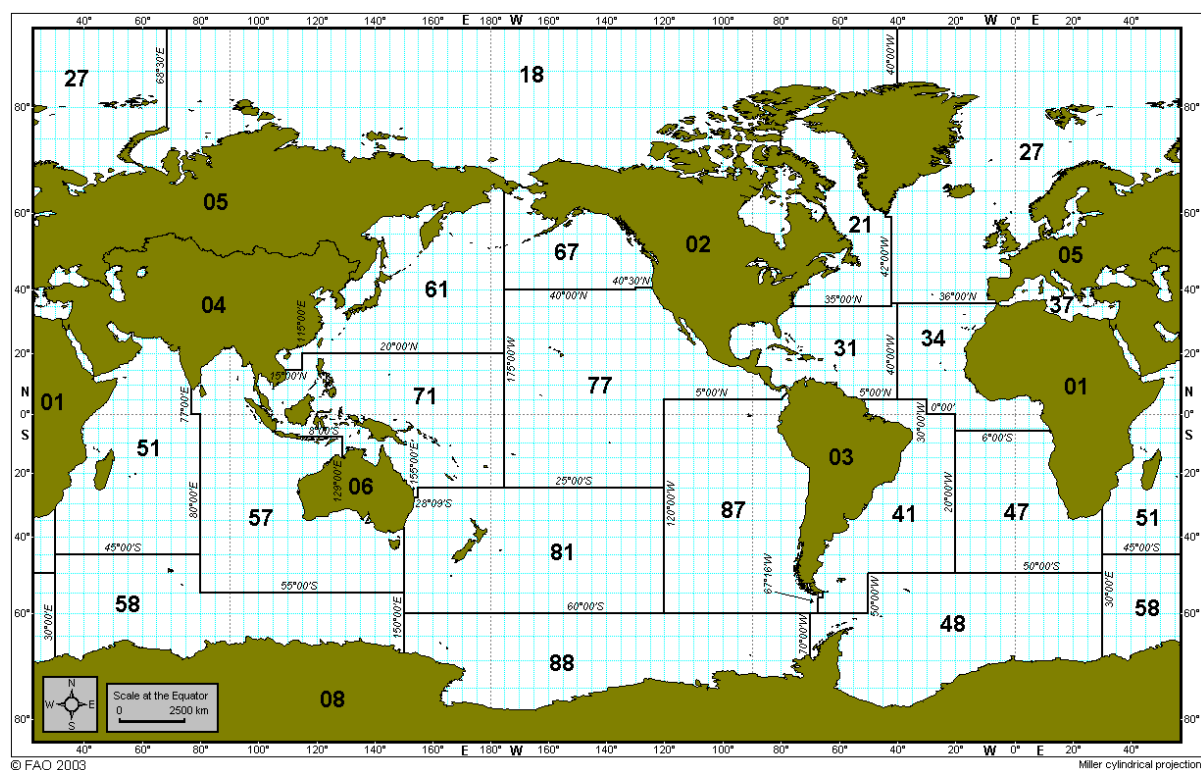 40° 60° 80° 100° 120° 140° 160° E 180° W 160° 140° 120° 100° 80° 60° 40° 20° W 0° E 20° 40°
27
68°30'E
18
40°00'W
80°
80°
27
05
60°
60°
21
02
05
67
42°00'W
61
40°
40°30'N
40°00'N
36°00'N
40°
04
37
35°00'N
115°00'E
34
31
20°
20°00'N
175°00'W
40°00'W
20°
15°00'N
77°00'E
77
71
5°00'N
5°00'N
01
01
N
N
0°
0°00'
0°
30°00'W
S
8°00'S
6°00'S
S
51
03
20°
155°00'E
20°
129°00'E
06
25°00'S
80°00'E
28°09'S
120°00'W
20°00'W
57
87
41
47
51
40°
45°00'S
81
40°
45°00'S
67°16'W
50°00'S
55°00'S
58
30°00'E
150°00'E
60°
60°00'S
50°00'W
48
30°00'E
58
60°
70°00'W
88
N
W E
S
Scale at the Equator
0 2500 km
08
80°
80°
40° 60° 80° 100° 120° 140° 160° E 180° W 160° 140° 120° 100° 80° 60° 40° 20° W 0° E 20° 40°
© FAO 2003
Miller cylindrical projection